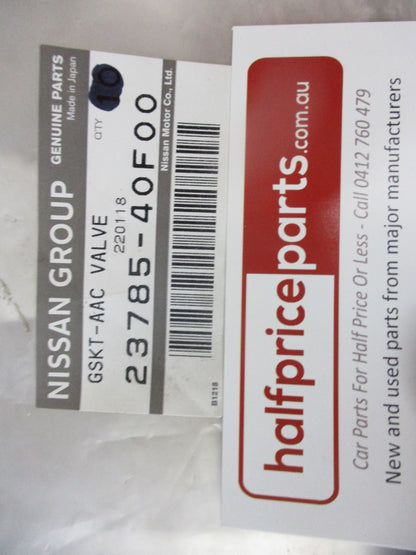 NISSAN GROUP GENUINE PARTS
Made in Japan
GSKT-AAC VALVE QTY 10
220118
23785-40F00
Nissan Motor Co., Ltd.
B1218
halfpriceparts.com.au
Car Parts For Half Price Or Less - Call 0412 760 479
New and used parts from major manufacturers